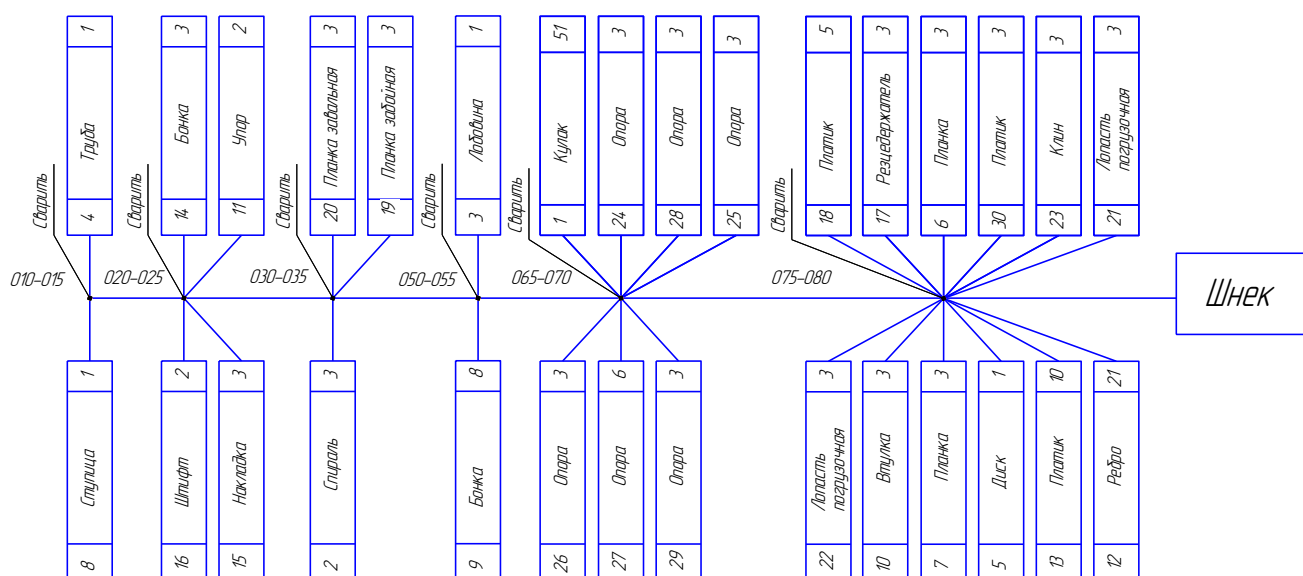 1
Труба
4
3
Бонка
14
2
Упор
11
3
Планка завальная
20
3
Планка забойная
19
1
Лобовина
3
51
Кулак
1
3
Опора
24
3
Опора
28
3
Опора
25
5
Платик
18
3
Резцедержатель
17
3
Планка
6
3
Платик
30
3
Клин
23
3
Лопасть
погрузочная
21
Сварить
Сварить
Сварить
Сварить
Сварить
Сварить
010-015
020-025
030-035
050-055
065-070
075-080
Шнек
1
Ступица
8
2
Штифт
16
3
Накладка
15
3
Спираль
2
8
Бонка
9
3
Опора
26
6
Опора
27
3
Опора
29
3
Лопасть
погрузочная
22
3
Втулка
10
3
Планка
7
1
Диск
5
10
Платик
13
21
Ребро
12